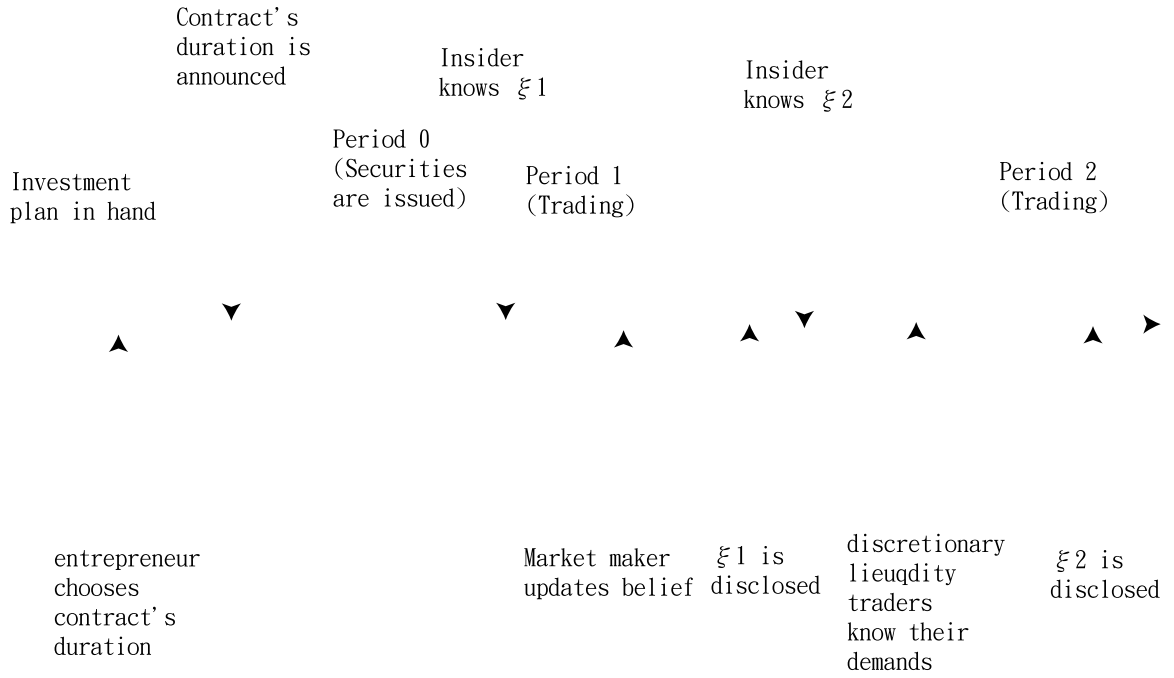 Contract's
duration is
announced
Insider
knows ξ1
Insider
knows ξ2
Period 0
(Securities
are issued)
Investment
plan in hand
Period 1
(Trading)
Period 2
(Trading)
entrepreneur
chooses
contract's
duration
Market maker
updates belief
ξ1 is
disclosed
discretionary
lieuqdity
traders
know their
demands
ξ2 is
disclosed